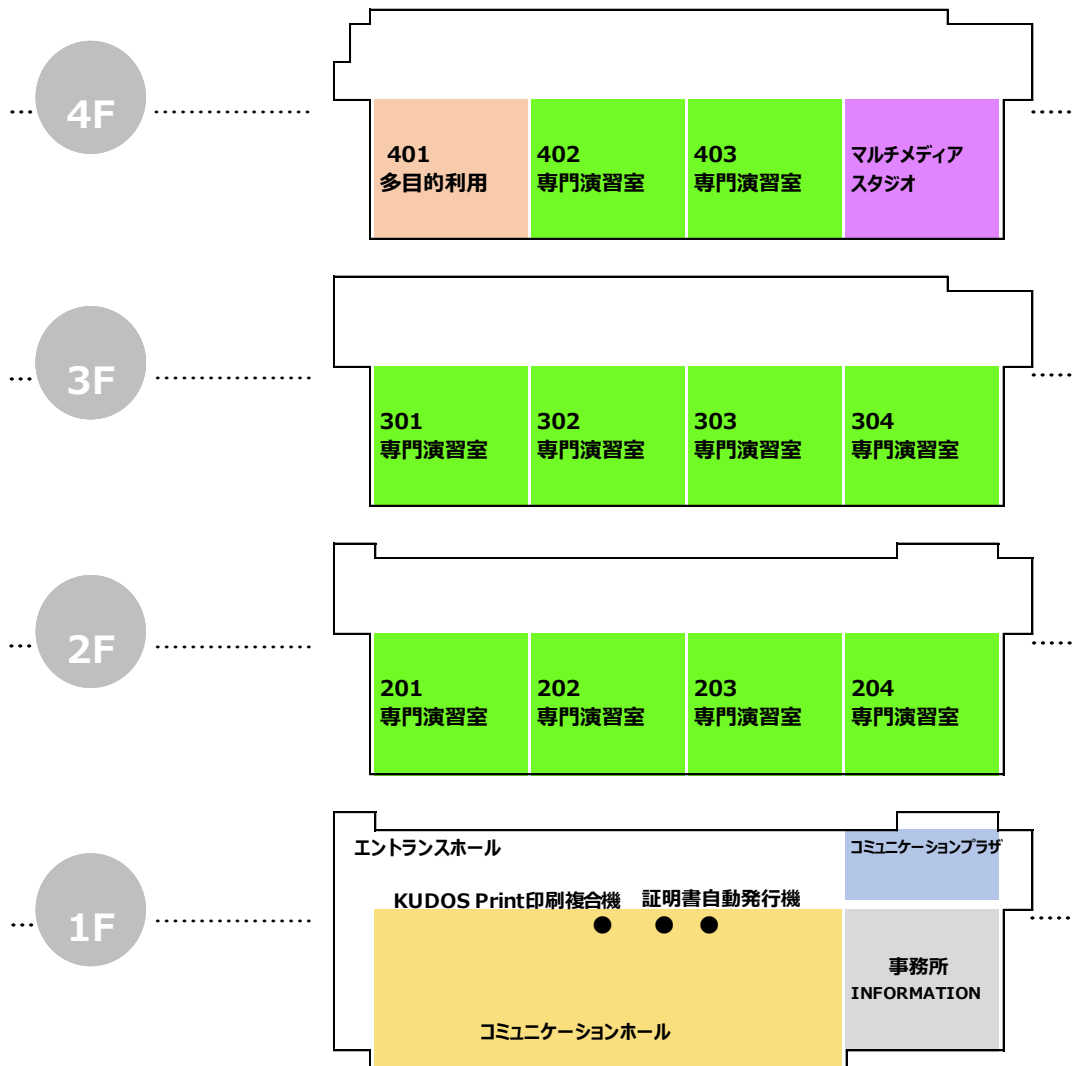 4F
401
多目的利用
402
専門演習室
403
専門演習室
マルチメディア
スタジオ
3F
301
専門演習室
302
専門演習室
303
専門演習室
304
専門演習室
2F
201
専門演習室
202
専門演習室
203
専門演習室
204
専門演習室
1F
エントランスホール
コミュニケーションプラザ
KUDOS Print印刷複合機
証明書自動発行機
事務所
INFORMATION
コミュニケーションホール